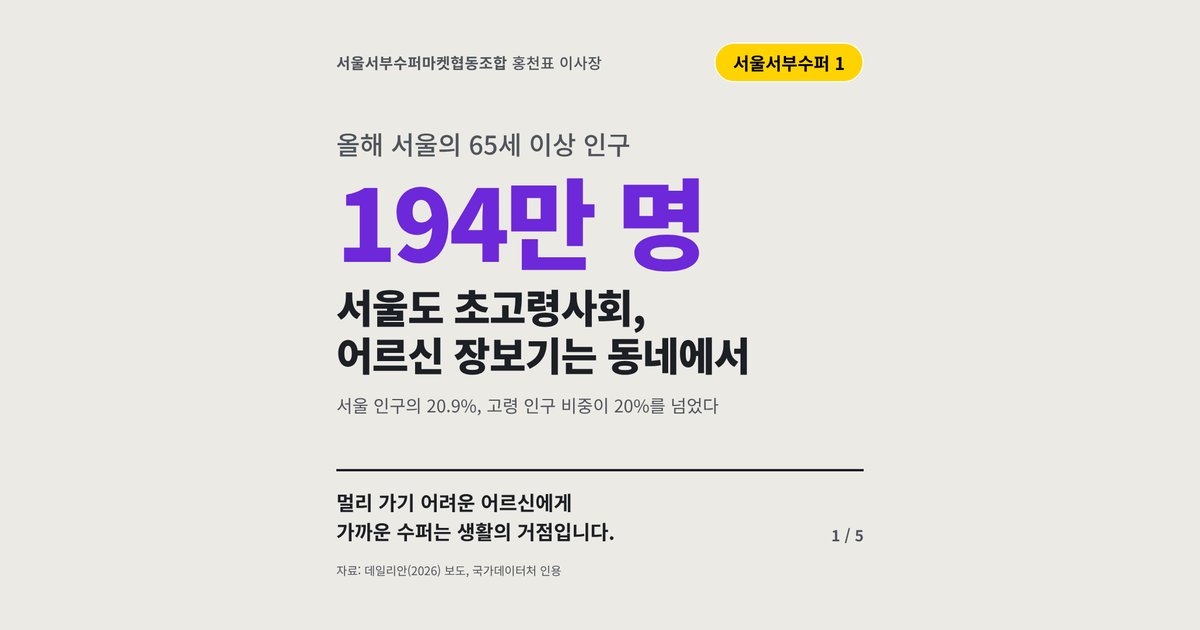 서울서부수퍼마켓협동조합 홍천표 이사장
서울서부수퍼 1
올해 서울의 65세 이상 인구
194만 명
서울도 초고령사회,
어르신 장보기는 동네에서
서울 인구의 20.9%, 고령 인구 비중이 20%를 넘었다
멀리 가기 어려운 어르신에게
가까운 수퍼는 생활의 거점입니다.
1 / 5
자료: 데일리안(2026) 보도, 국가데이터처 인용